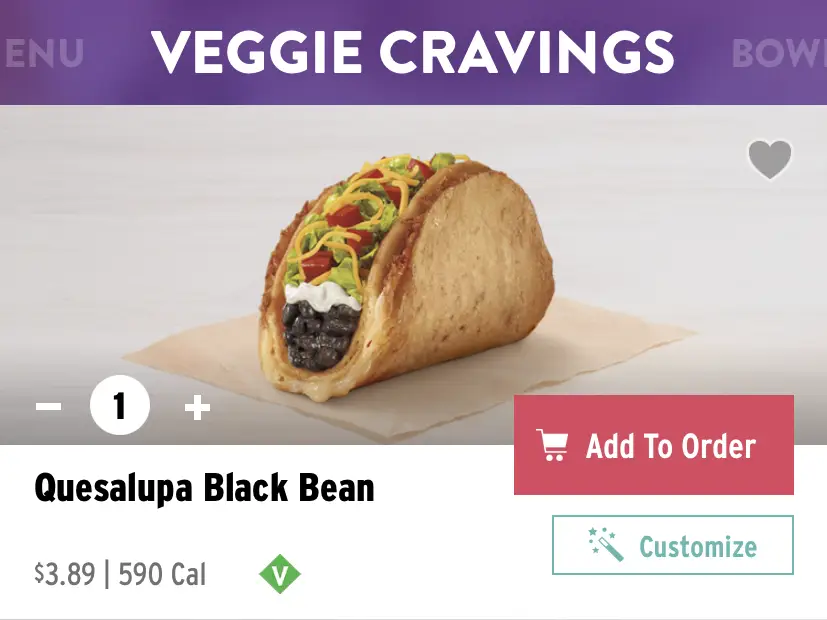 ENU
VEGGIE CRAVINGS
BOW
1
Add To Order
Quesalupa Black Bean
Customize
$3.89 | 590 Cal
V